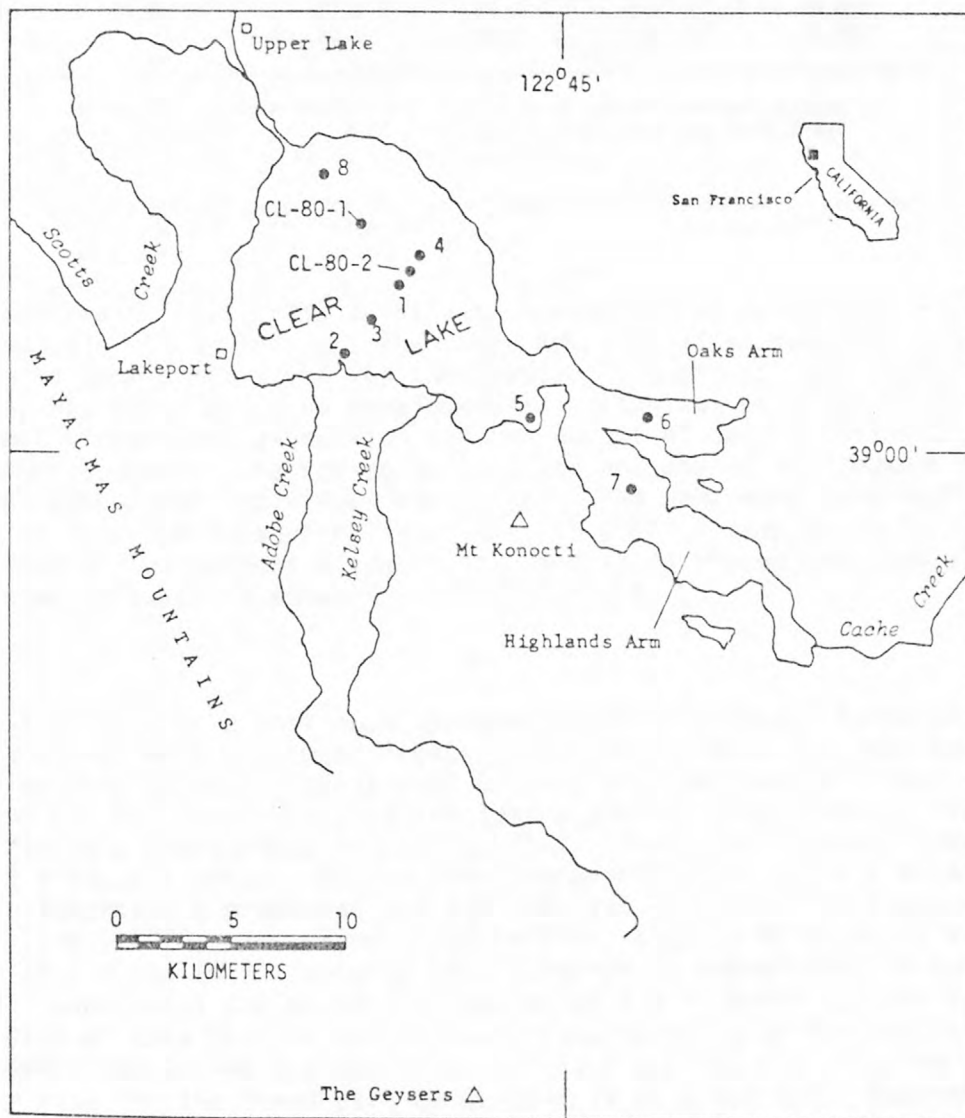 Upper Lake
122°45'
8
CL-80-1
San Francisco
CALIFORNIA
4
CL-80-2
1
Scotts
Creek
CLEAR
LAKE
3
2
Lakeport
Oaks Arm
5
6
39°00'
MAYACMAS MOUNTAINS
Adobe Creek
Kelsey Creek
7
Mt Konocti
Highlands Arm
Cache
Creek
0 5 10
KILOMETERS
The Geysers